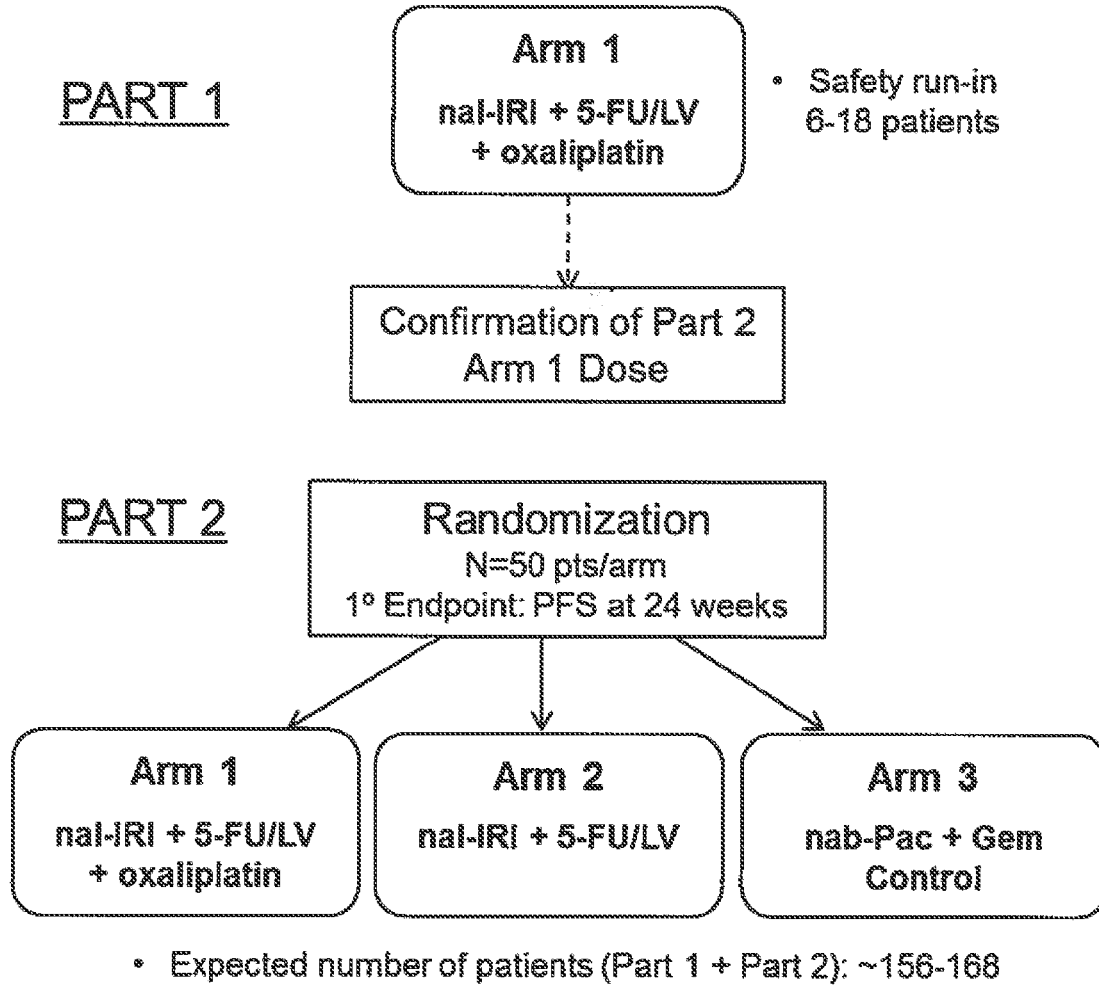 PART 1
Arm 1
nal-IRI + 5-FU/LV
+ oxaliplatin
• Safety run-in
6-18 patients
Confirmation of Part 2
Arm 1 Dose
PART 2
Randomization
N=50 pts/arm
1º Endpoint: PFS at 24 weeks
Arm 1
nal-IRI + 5-FU/LV
+ oxaliplatin
Arm 2
nal-IRI + 5-FU/LV
Arm 3
nab-Pac + Gem
Control
• Expected number of patients (Part 1 + Part 2): ~156-168